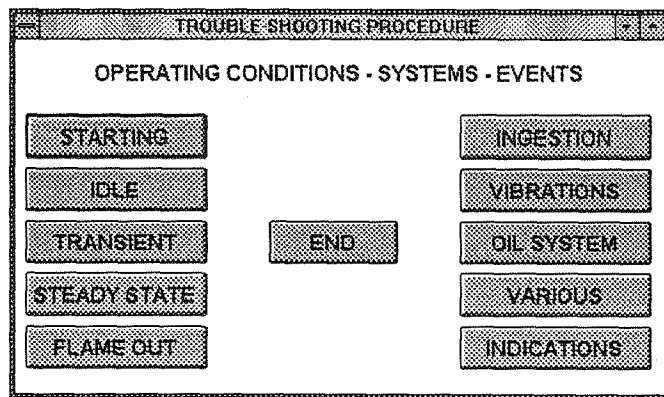 TROUBLE-SHOOTING PROCEDURE
OPERATING CONDITIONS - SYSTEMS - EVENTS
STARTING
IDLE
TRANSIENT
STEADY STATE
FLAME OUT
END
INGESTION
VIBRATIONS
OIL SYSTEM
VARIOUS
INDICATIONS